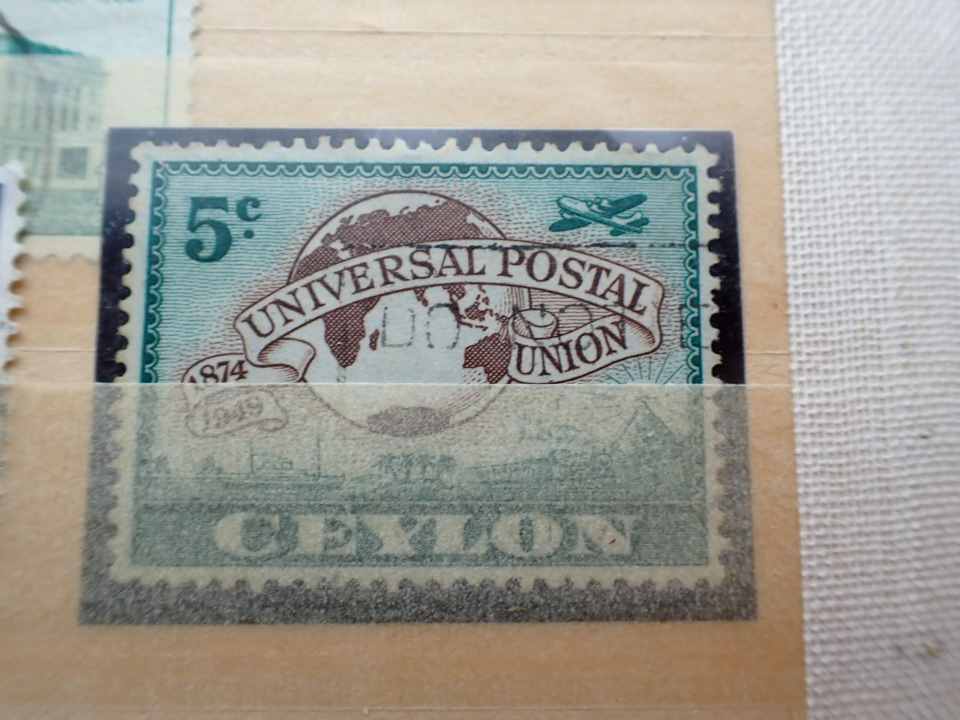 5c.
UNIVERSAL POSTAL
UNION
1874
1949
CEYLON